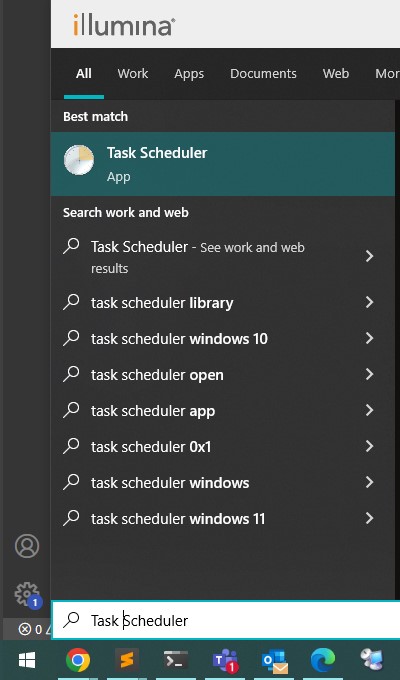 illumina®
All Work Apps Documents Web Mor
Best match
Task Scheduler
App
Search work and web
Task Scheduler - See work and web
results
task scheduler library
task scheduler windows 10
task scheduler open
task scheduler app
task scheduler 0x1
task scheduler windows
task scheduler windows 11
1
0
Task Scheduler
1